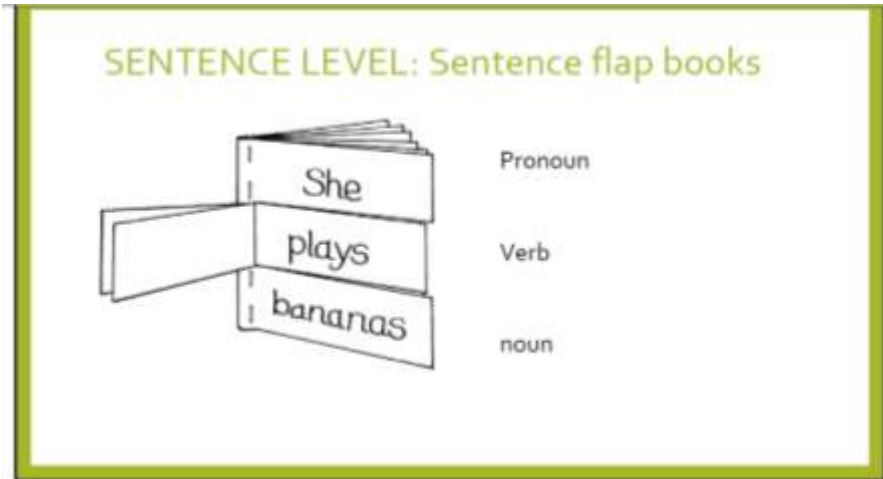 SENTENCE LEVEL: Sentence flap books
She
Pronoun
plays
Verb
bananas
noun